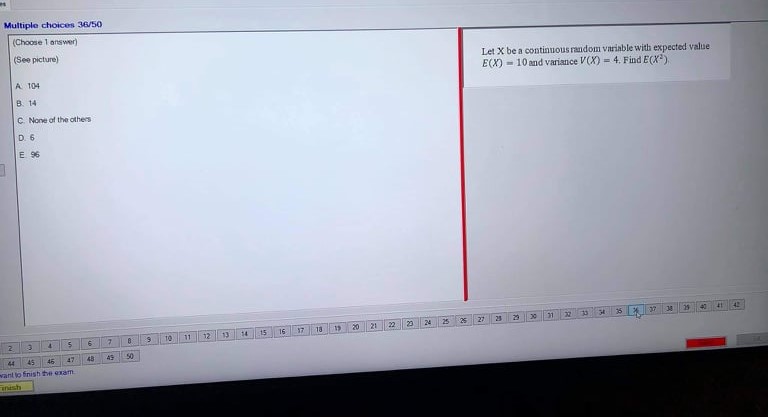 Multiple choices 36/50
(Choose 1 answer)
(See picture)
A. 104
B. 14
C. None of the others
D. 6
E. 96
Let X be a continuous random variable with expected value
E(X) = 10 and variance V(X) = 4. Find E(X²)
2 3 4 5 6 7 8 9 10 11 12 13 14 15 16 17 18 19 20 21 22 23 24 25 26 27 28 29 30 31 32 33 34 35 36 37 38 39 40 41 42
44 45 46 47 48 49 50
want to finish the exam.
Finish